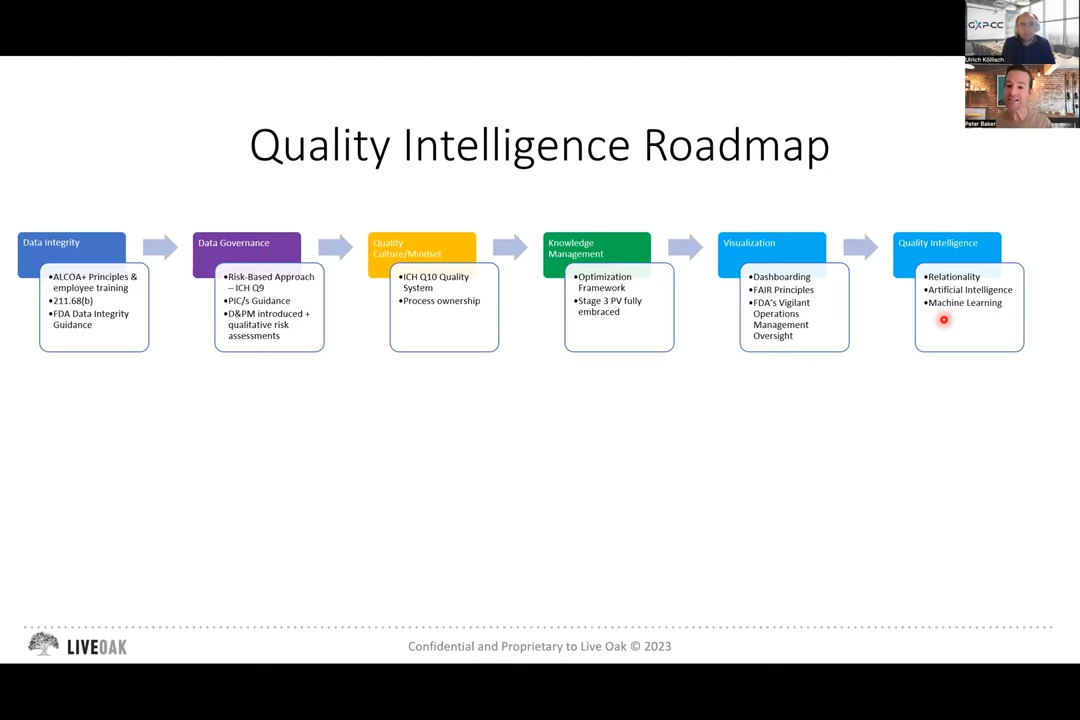 GXP-CC
Ulrich Köllisch
Peter Baker
Quality Intelligence Roadmap
Data Integrity
•ALCOA+ Principles &
employee training
•211.68(b)
•FDA Data Integrity
Guidance
Data Governance
•Risk-Based Approach
– ICH Q9
•PIC/s Guidance
•D&PM introduced +
qualitative risk
assessments
Quality
Culture/Mindset
•ICH Q10 Quality
System
•Process ownership
Knowledge
Management
•Optimization
Framework
•Stage 3 PV fully
embraced
Visualization
•Dashboarding
•FAIR Principles
•FDA's Vigilant
Operations
Management
Oversight
Quality Intelligence
•Relationality
•Artificial Intelligence
•Machine Learning
LIVEOAK
Confidential and Proprietary to Live Oak © 2023